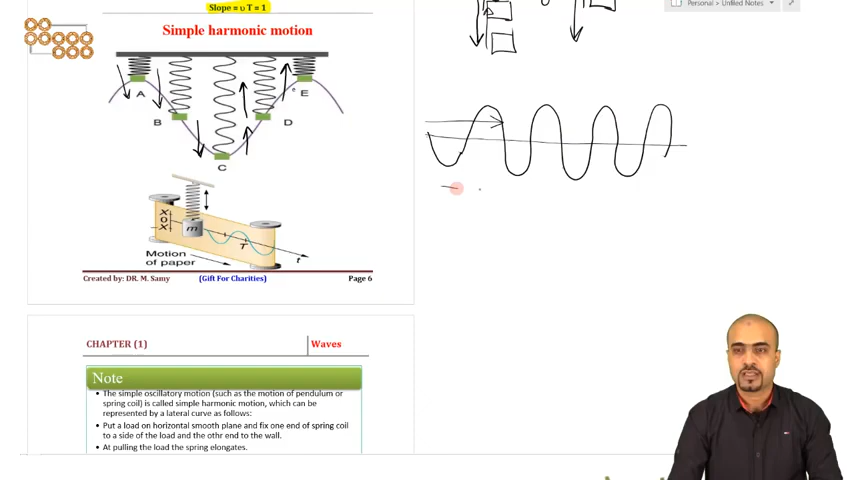 Slope = υ T = 1
Simple harmonic motion
A
E
B
D
C
X
O
X
m
T
t
Motion
of paper
Created by: DR. M. Samy (Gift For Charities) Page 6
CHAPTER (1) Waves
Note
• The simple oscillatory motion (such as the motion of pendulum or
spring coil) is called simple harmonic motion, which can be
represented by a lateral curve as follows:
• Put a load on horizontal smooth plane and fix one end of spring coil
to a side of the load and the othr end to the wall.
• At pulling the load the spring elongates.
Personal > Unfiled Notes